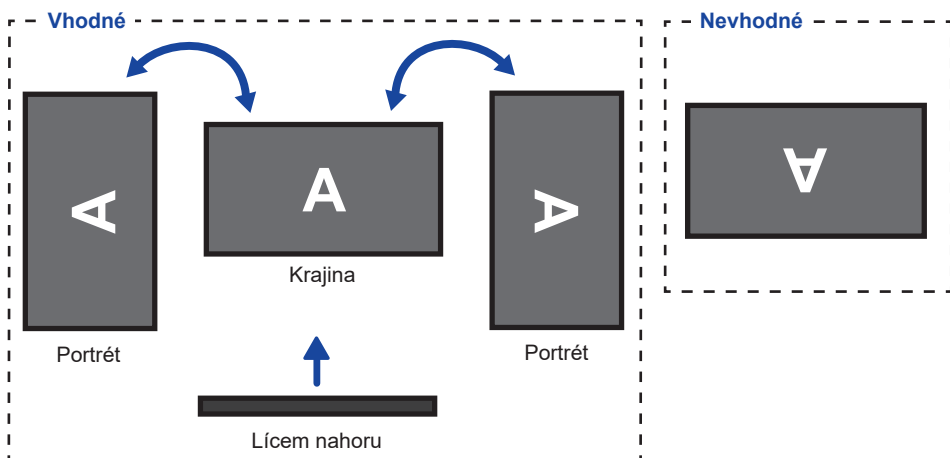 Vhodné
Nevhodné
A
A
A
A
Krajina
Portrét
Portrét
Lícem nahoru